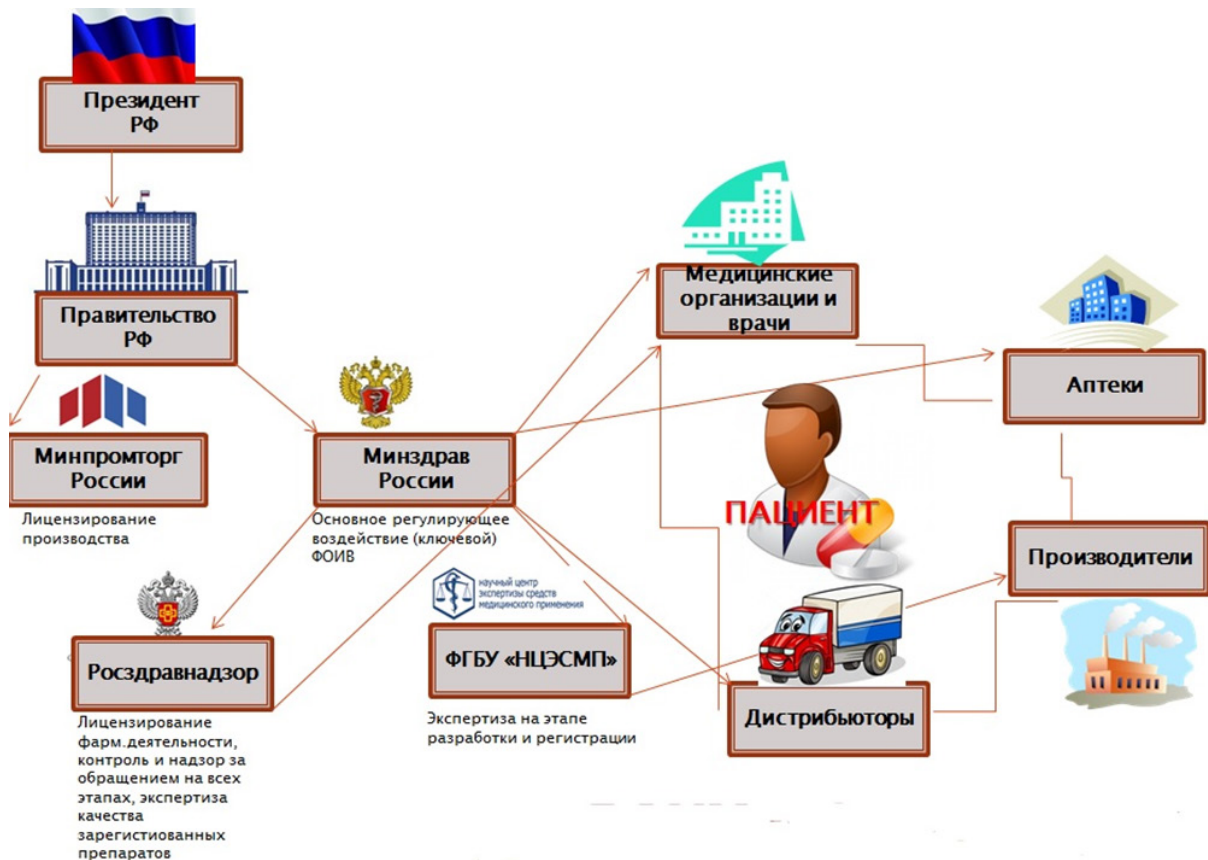 Президент
РФ
Правительство
РФ
Медицинские
организации и
врачи
Аптеки
Минпромторг
России
Лицензирование
производства
Минздрав
России
Основное регулирующее
воздействие (ключевой)
ФОИВ
ПАЦИЕНТ
Производители
научный центр
экспертизы средств
медицинского применения
Росздравнадзор
Лицензирование
фарм.деятельности,
контроль и надзор за
обращением на всех
этапах, экспертиза
качества
зарегистиованных
препаратов
ФГБУ «НЦЭСМП»
Экспертиза на этапе
разработки и регистрации
Дистрибьюторы